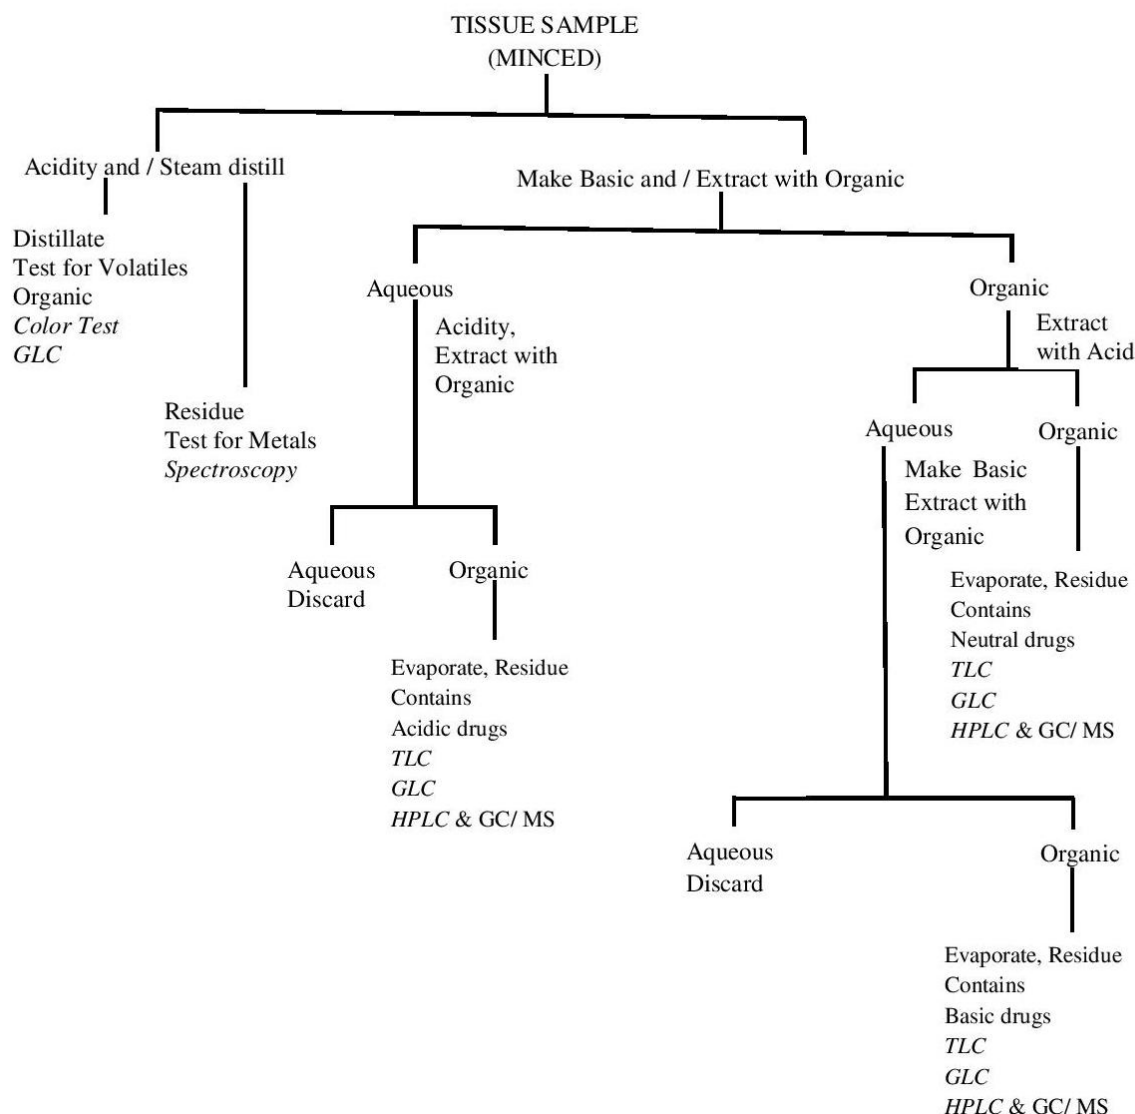 TISSUE SAMPLE
(MINCED)
Acidity and / Steam distill
Make Basic and / Extract with Organic
Distillate
Test for Volatiles
Organic
Color Test
GLC
Residue
Test for Metals
Spectroscopy
Aqueous
Acidity,
Extract with
Organic
Aqueous
Discard
Organic
Evaporate, Residue
Contains
Acidic drugs
TLC
GLC
HPLC & GC/ MS
Organic
Extract
with Acid
Aqueous
Make Basic
Extract with
Organic
Organic
Evaporate, Residue
Contains
Neutral drugs
TLC
GLC
HPLC & GC/ MS
Aqueous
Discard
Organic
Evaporate, Residue
Contains
Basic drugs
TLC
GLC
HPLC & GC/ MS